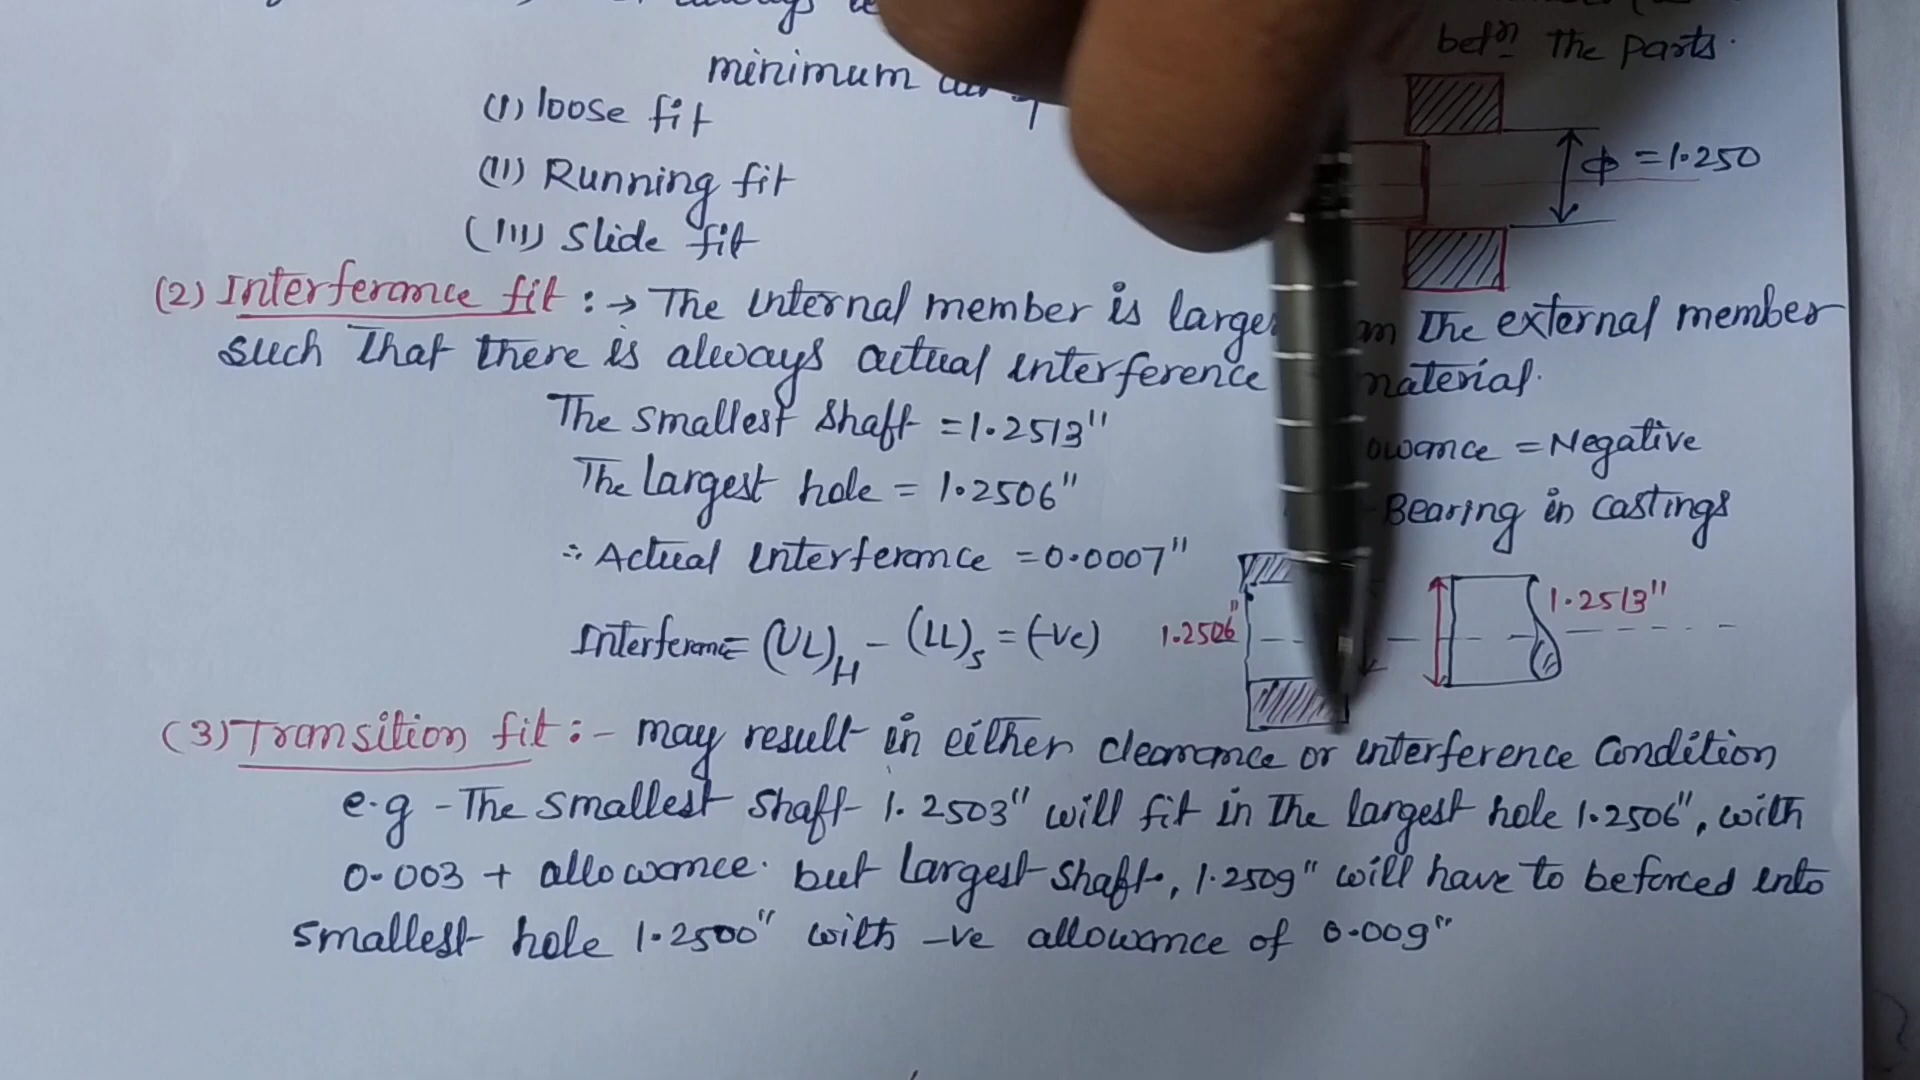 always
betn the parts.
minimum
(I) loose fit
φ = 1.250
(II) Running fit
(III) Slide fit
(2) Interference fit :→ The internal member is large the external member
such that there is always actual interference material.
The smallest shaft = 1.2513"
owance = Negative
The largest hole = 1.2506"
Bearing in castings
∴ Actual interference = 0.0007"
1.2513"
1.2506"
Interference = (UL)H - (LL)S = (-ve)
(3) Transition fit :- may result in either clearance or interference condition
e.g - The smallest shaft 1.2503" will fit in the largest hole 1.2506", with
0.003 + allowance. but largest shaft, 1.2509" will have to be forced into
smallest hole 1.2500" with -ve allowance of 0.009"